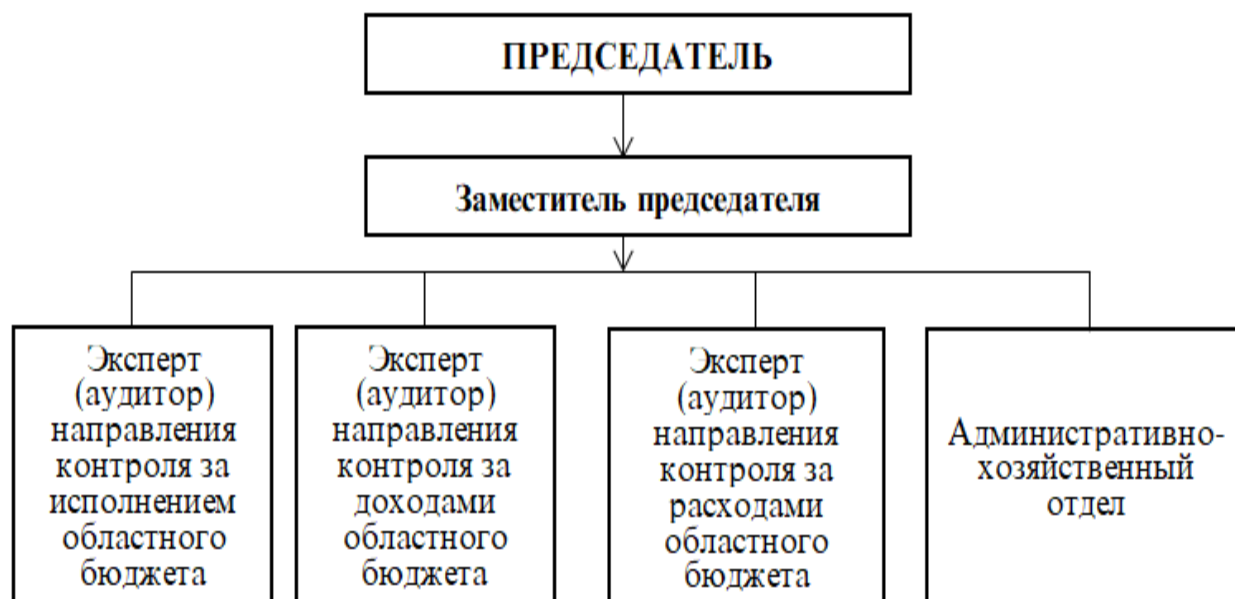 ПРЕДСЕДАТЕЛЬ
Заместитель председателя
Эксперт
(аудитор)
направления
контроля за
исполнением
областного
бюджета
Эксперт
(аудитор)
направления
контроля за
доходами
областного
бюджета
Эксперт
(аудитор)
направления
контроля за
расходами
областного
бюджета
Административно-
хозяйственный
отдел